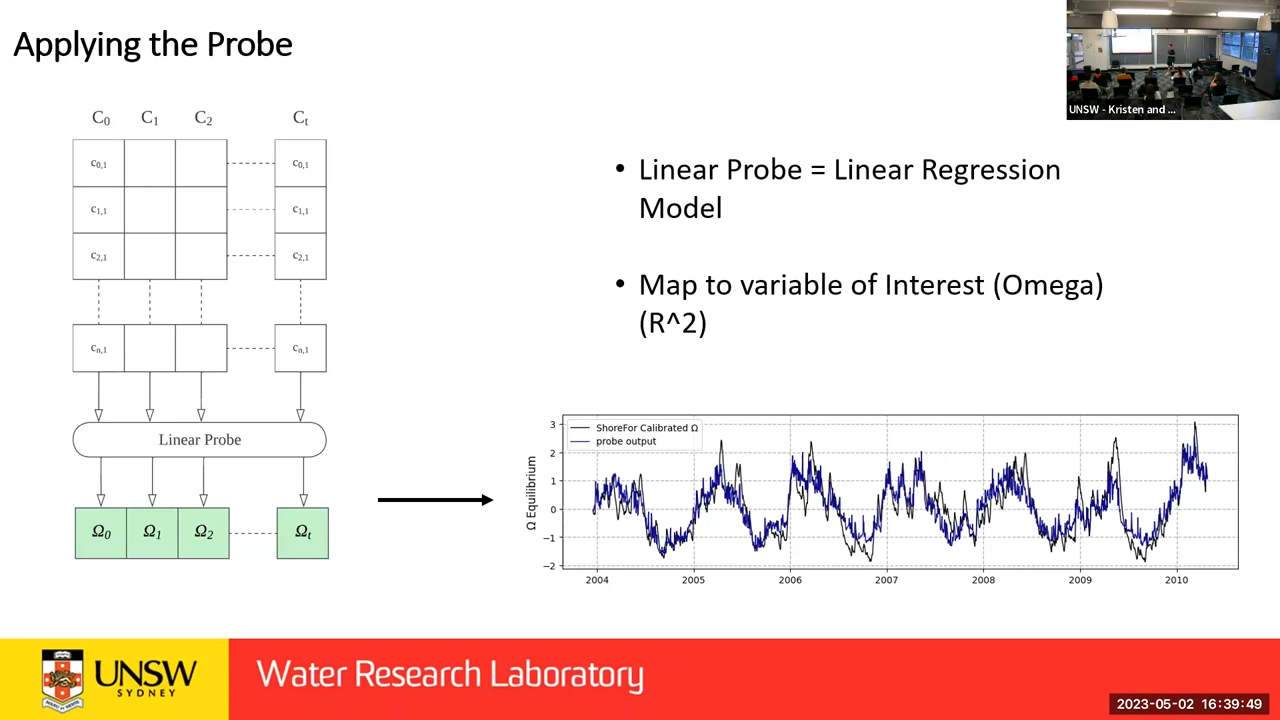 Applying the Probe
UNSW - Kristen and ...
C0 C1 C2 Ct
c0,1 c0,1
c1,1 c1,1
c2,1 c2,1
cn,1 cn,1
Linear Probe
Ω0 Ω1 Ω2 Ωt
• Linear Probe = Linear Regression
Model
• Map to variable of Interest (Omega)
(R^2)
ShoreFor Calibrated Ω
probe output
Ω Equilibrium
3
2
1
0
−1
−2
2004 2005 2006 2007 2008 2009 2010
UNSW
SYDNEY
Water Research Laboratory
2023-05-02 16:39:49